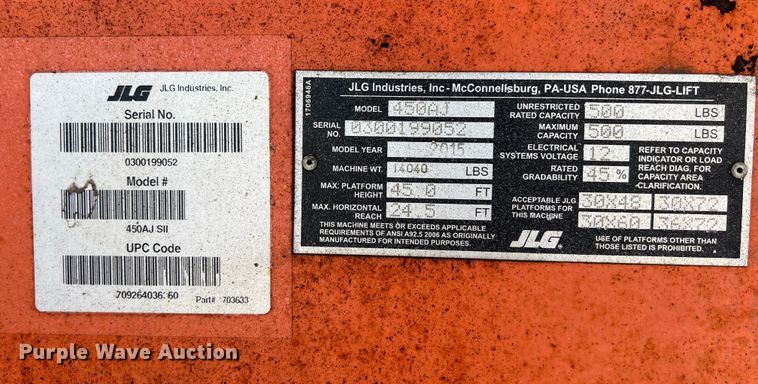 JLG JLG Industries, Inc.
Serial No.
0300199052
Model #
450AJ SII
UPC Code
Part# 703633
1706948A
JLG Industries, Inc - McConnellsburg, PA-USA Phone 877-JLG-LIFT
MODEL 450AJ
SERIAL NO. 0300199052
MODEL YEAR 2015
MACHINE WT. 14040 LBS
MAX. PLATFORM HEIGHT 45.0 FT
MAX. HORIZONTAL REACH 24.5 FT
THIS MACHINE MEETS OR EXCEEDS APPLICABLE
REQUIREMENTS OF ANSI A92.5 2006 AS ORIGINALLY
MANUFACTURED FOR INTENDED PURPOSES.
UNRESTRICTED RATED CAPACITY 500 LBS
MAXIMUM CAPACITY 500 LBS
ELECTRICAL SYSTEMS VOLTAGE 12
RATED GRADABILITY 45 %
REFER TO CAPACITY
INDICATOR OR LOAD
REACH DIAG. FOR
CAPACITY AREA
-CLARIFICATION.
ACCEPTABLE JLG
PLATFORMS FOR
THIS MACHINE
30X48 30X72
30X60 36X72
JLG
USE OF PLATFORMS OTHER THAN
THOSE LISTED IS PROHIBITED.
Purple Wave Auction